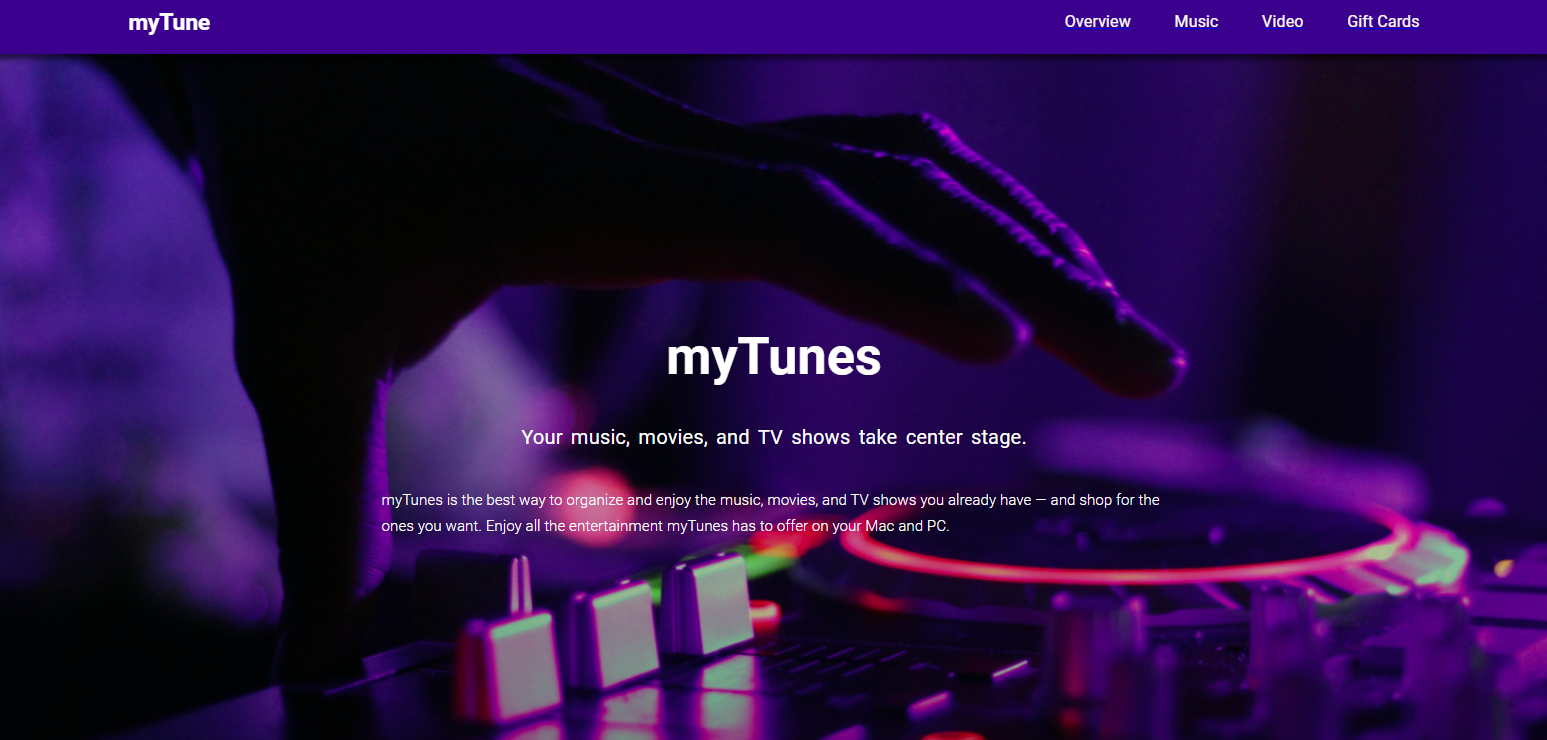 myTune
Overview
Music
Video
Gift Cards
myTunes
Your music, movies, and TV shows take center stage.
myTunes is the best way to organize and enjoy the music, movies, and TV shows you already have — and shop for the
ones you want. Enjoy all the entertainment myTunes has to offer on your Mac and PC.